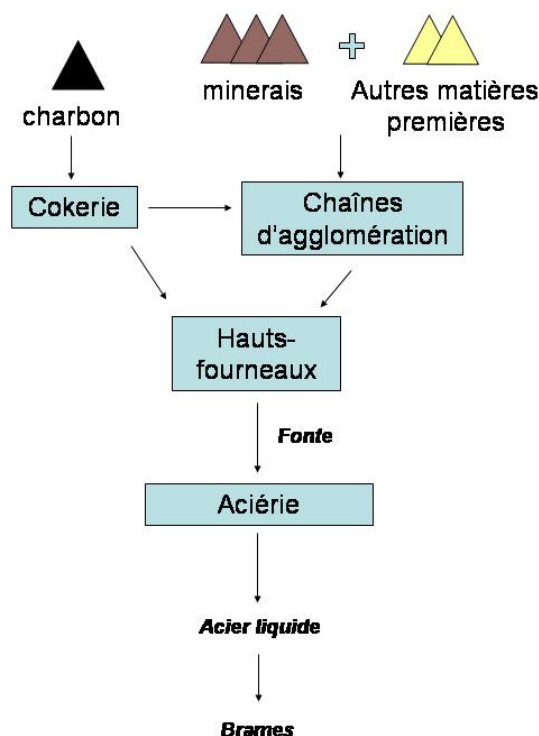 charbon
minerais
+
Autres matières
premières
Cokerie
Chaînes
d'agglomération
Hauts-
fourneaux
Fonte
Aciérie
Acier liquide
Brames